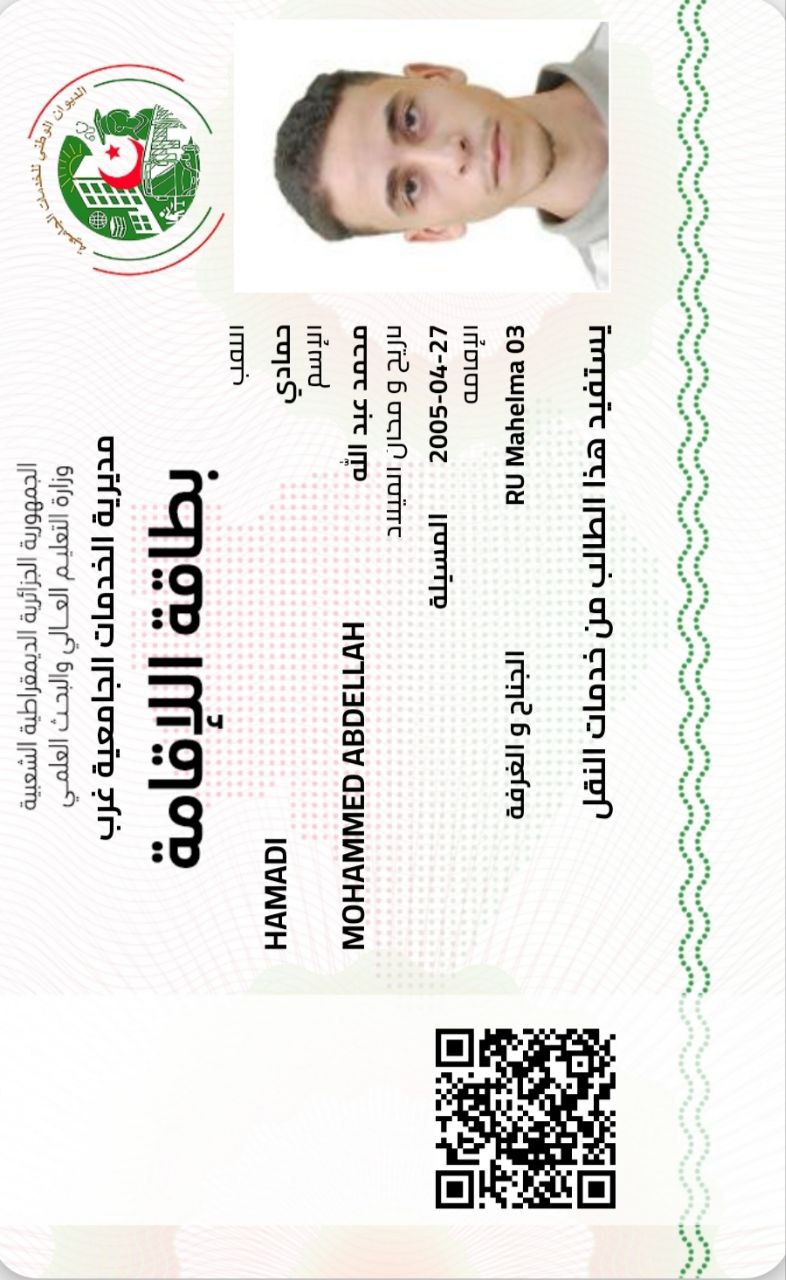 الجمهورية الجزائرية الديمقراطية الشعبية
وزارة التعليم العالي والبحث العلمي
مديرية الخدمات الجامعية غرب
بطاقة اللإقامة
الديوان الوطني للخدمات الجامعية
اللقب
حمادي HAMADI
الإسم
محمد عبد الله MOHAMMED ABDELLAH
تاريخ و مكان الميلاد
2005-04-27 المسيلة
الإقامة
RU Mahelma 03 الجناح و الغرفة
يستفيد هذا الطالب من خدمات النقل